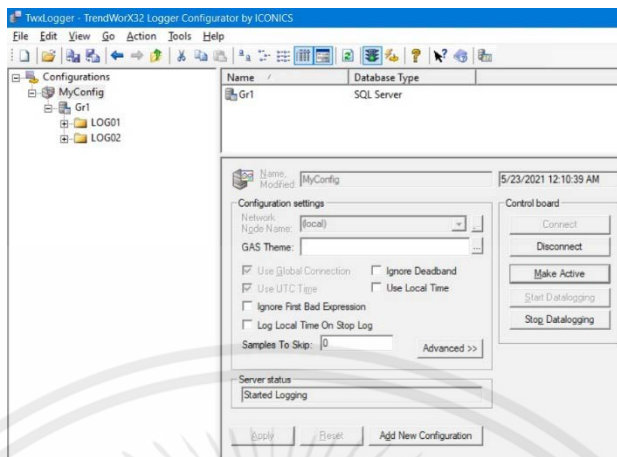 TwxLogger - TrendWorX32 Logger Configurator by ICONICS
File Edit View Go Action Tools Help
Configurations
MyConfig
Gr1
LOG01
LOG02
Name / Database Type
Gr1 SQL Server
Name,
Modified: MyConfig 5/23/2021 12:10:39 AM
Configuration settings
Network
Node Name: (local) ...
GAS Theme: ...
Use Global Connection Ignore Deadband
Use UTC Time Use Local Time
Ignore First Bad Expression
Log Local Time On Stop Log
Samples To Skip: 0 Advanced >>
Control board
Connect
Disconnect
Make Active
Start Datalogging
Stop Datalogging
Server status
Started Logging
Apply Reset Add New Configuration